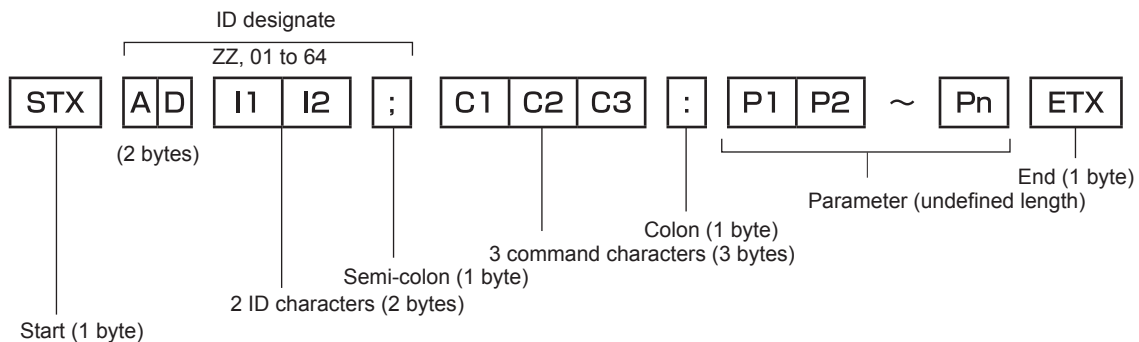 ID designate
ZZ, 01 to 64
STX A D I1 I2 ; C1 C2 C3 : P1 P2 ～ Pn ETX
(2 bytes)
End (1 byte)
Parameter (undefined length)
Colon (1 byte)
3 command characters (3 bytes)
Semi-colon (1 byte)
2 ID characters (2 bytes)
Start (1 byte)